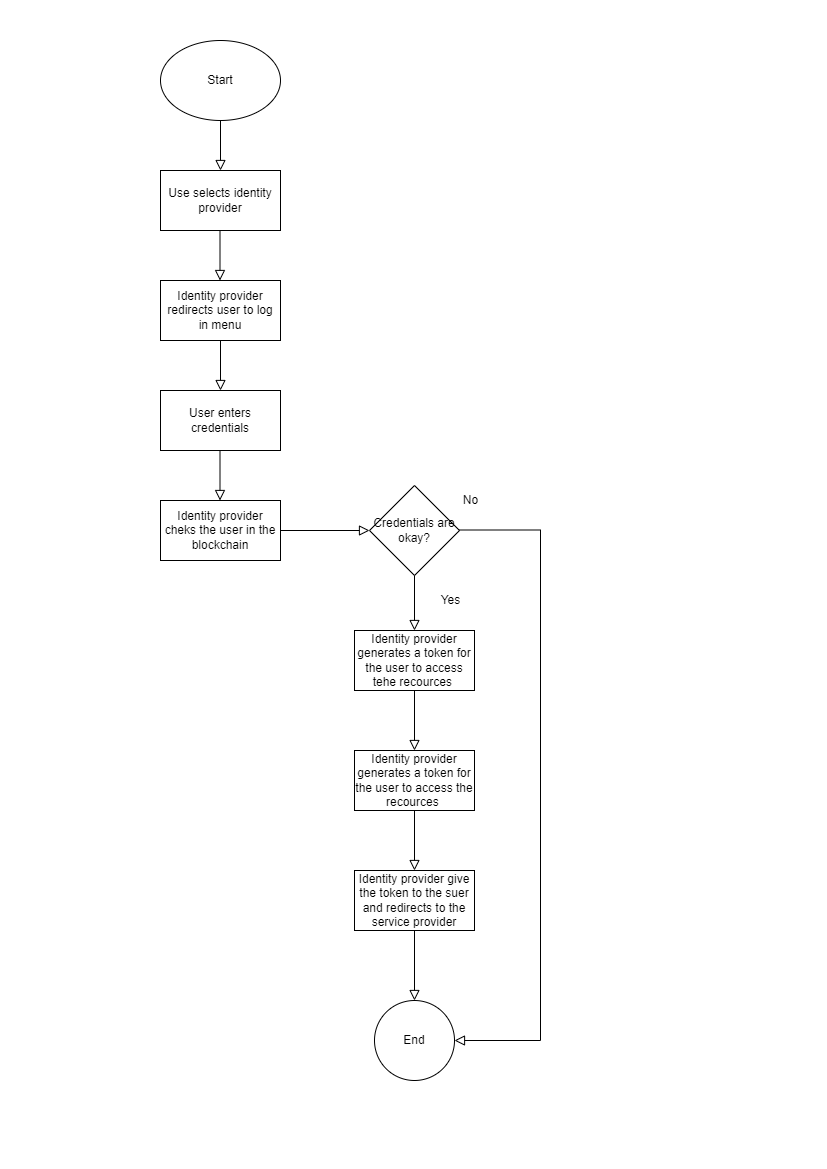 Start
Use selects identity
provider
Identity provider
redirects user to log
in menu
User enters
credentials
Identity provider
cheks the user in the
blockchain
Credentials are
okay?
No
Yes
Identity provider
generates a token for
the user to access
tehe recources
Identity provider
generates a token for
the user to access the
recources
Identity provider give
the token to the suer
and redirects to the
service provider
End